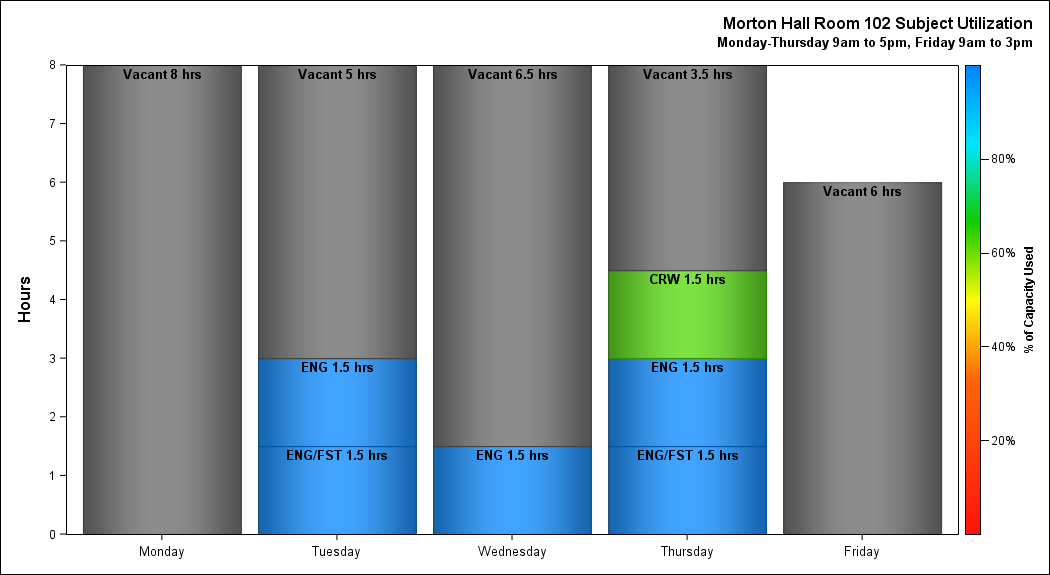 Morton Hall Room 102 Subject Utilization
Monday-Thursday 9am to 5pm, Friday 9am to 3pm
Hours
8
7
6
5
4
3
2
1
0
Vacant 8 hrs
Vacant 5 hrs
ENG 1.5 hrs
ENG/FST 1.5 hrs
Vacant 6.5 hrs
ENG 1.5 hrs
Vacant 3.5 hrs
CRW 1.5 hrs
ENG 1.5 hrs
ENG/FST 1.5 hrs
Vacant 6 hrs
Monday
Tuesday
Wednesday
Thursday
Friday
80%
60%
40%
20%
% of Capacity Used